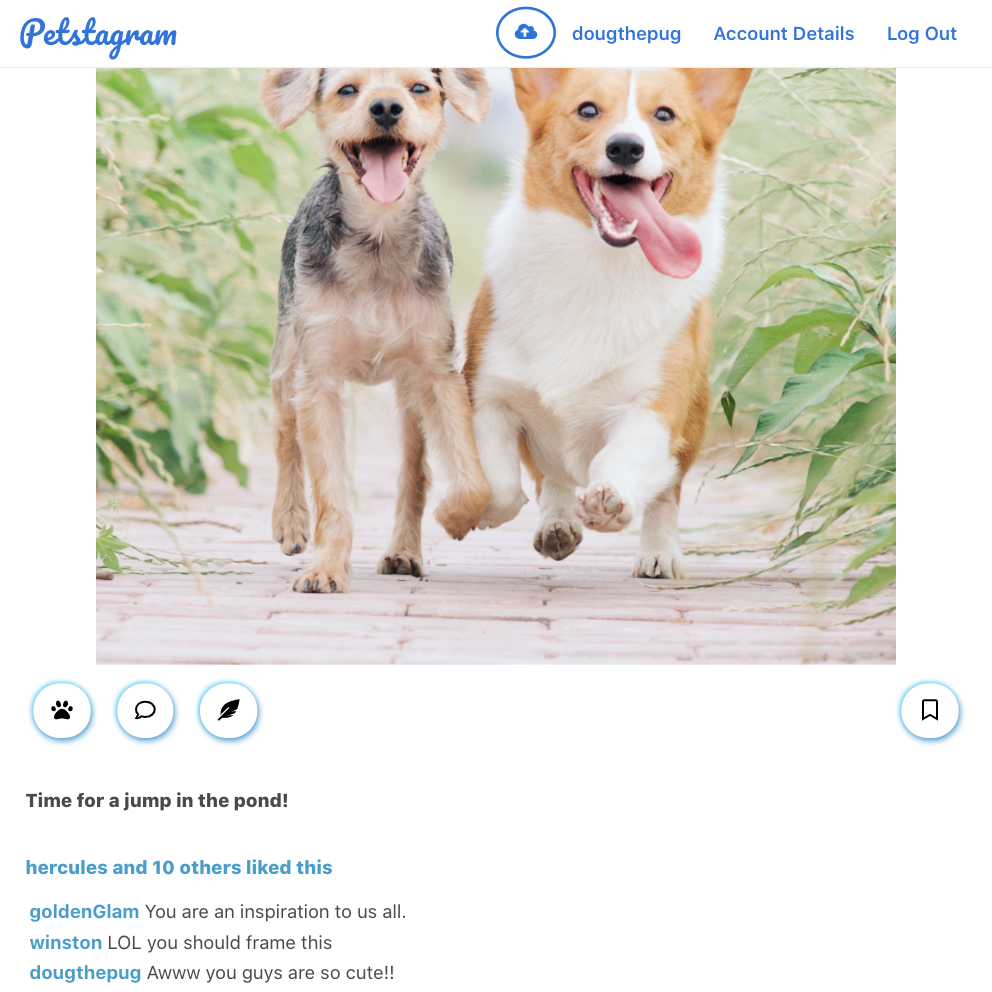 Petstagram
dougthepug
Account Details
Log Out
Time for a jump in the pond!
hercules and 10 others liked this
goldenGlam You are an inspiration to us all.
winston LOL you should frame this
dougthepug Awww you guys are so cute!!